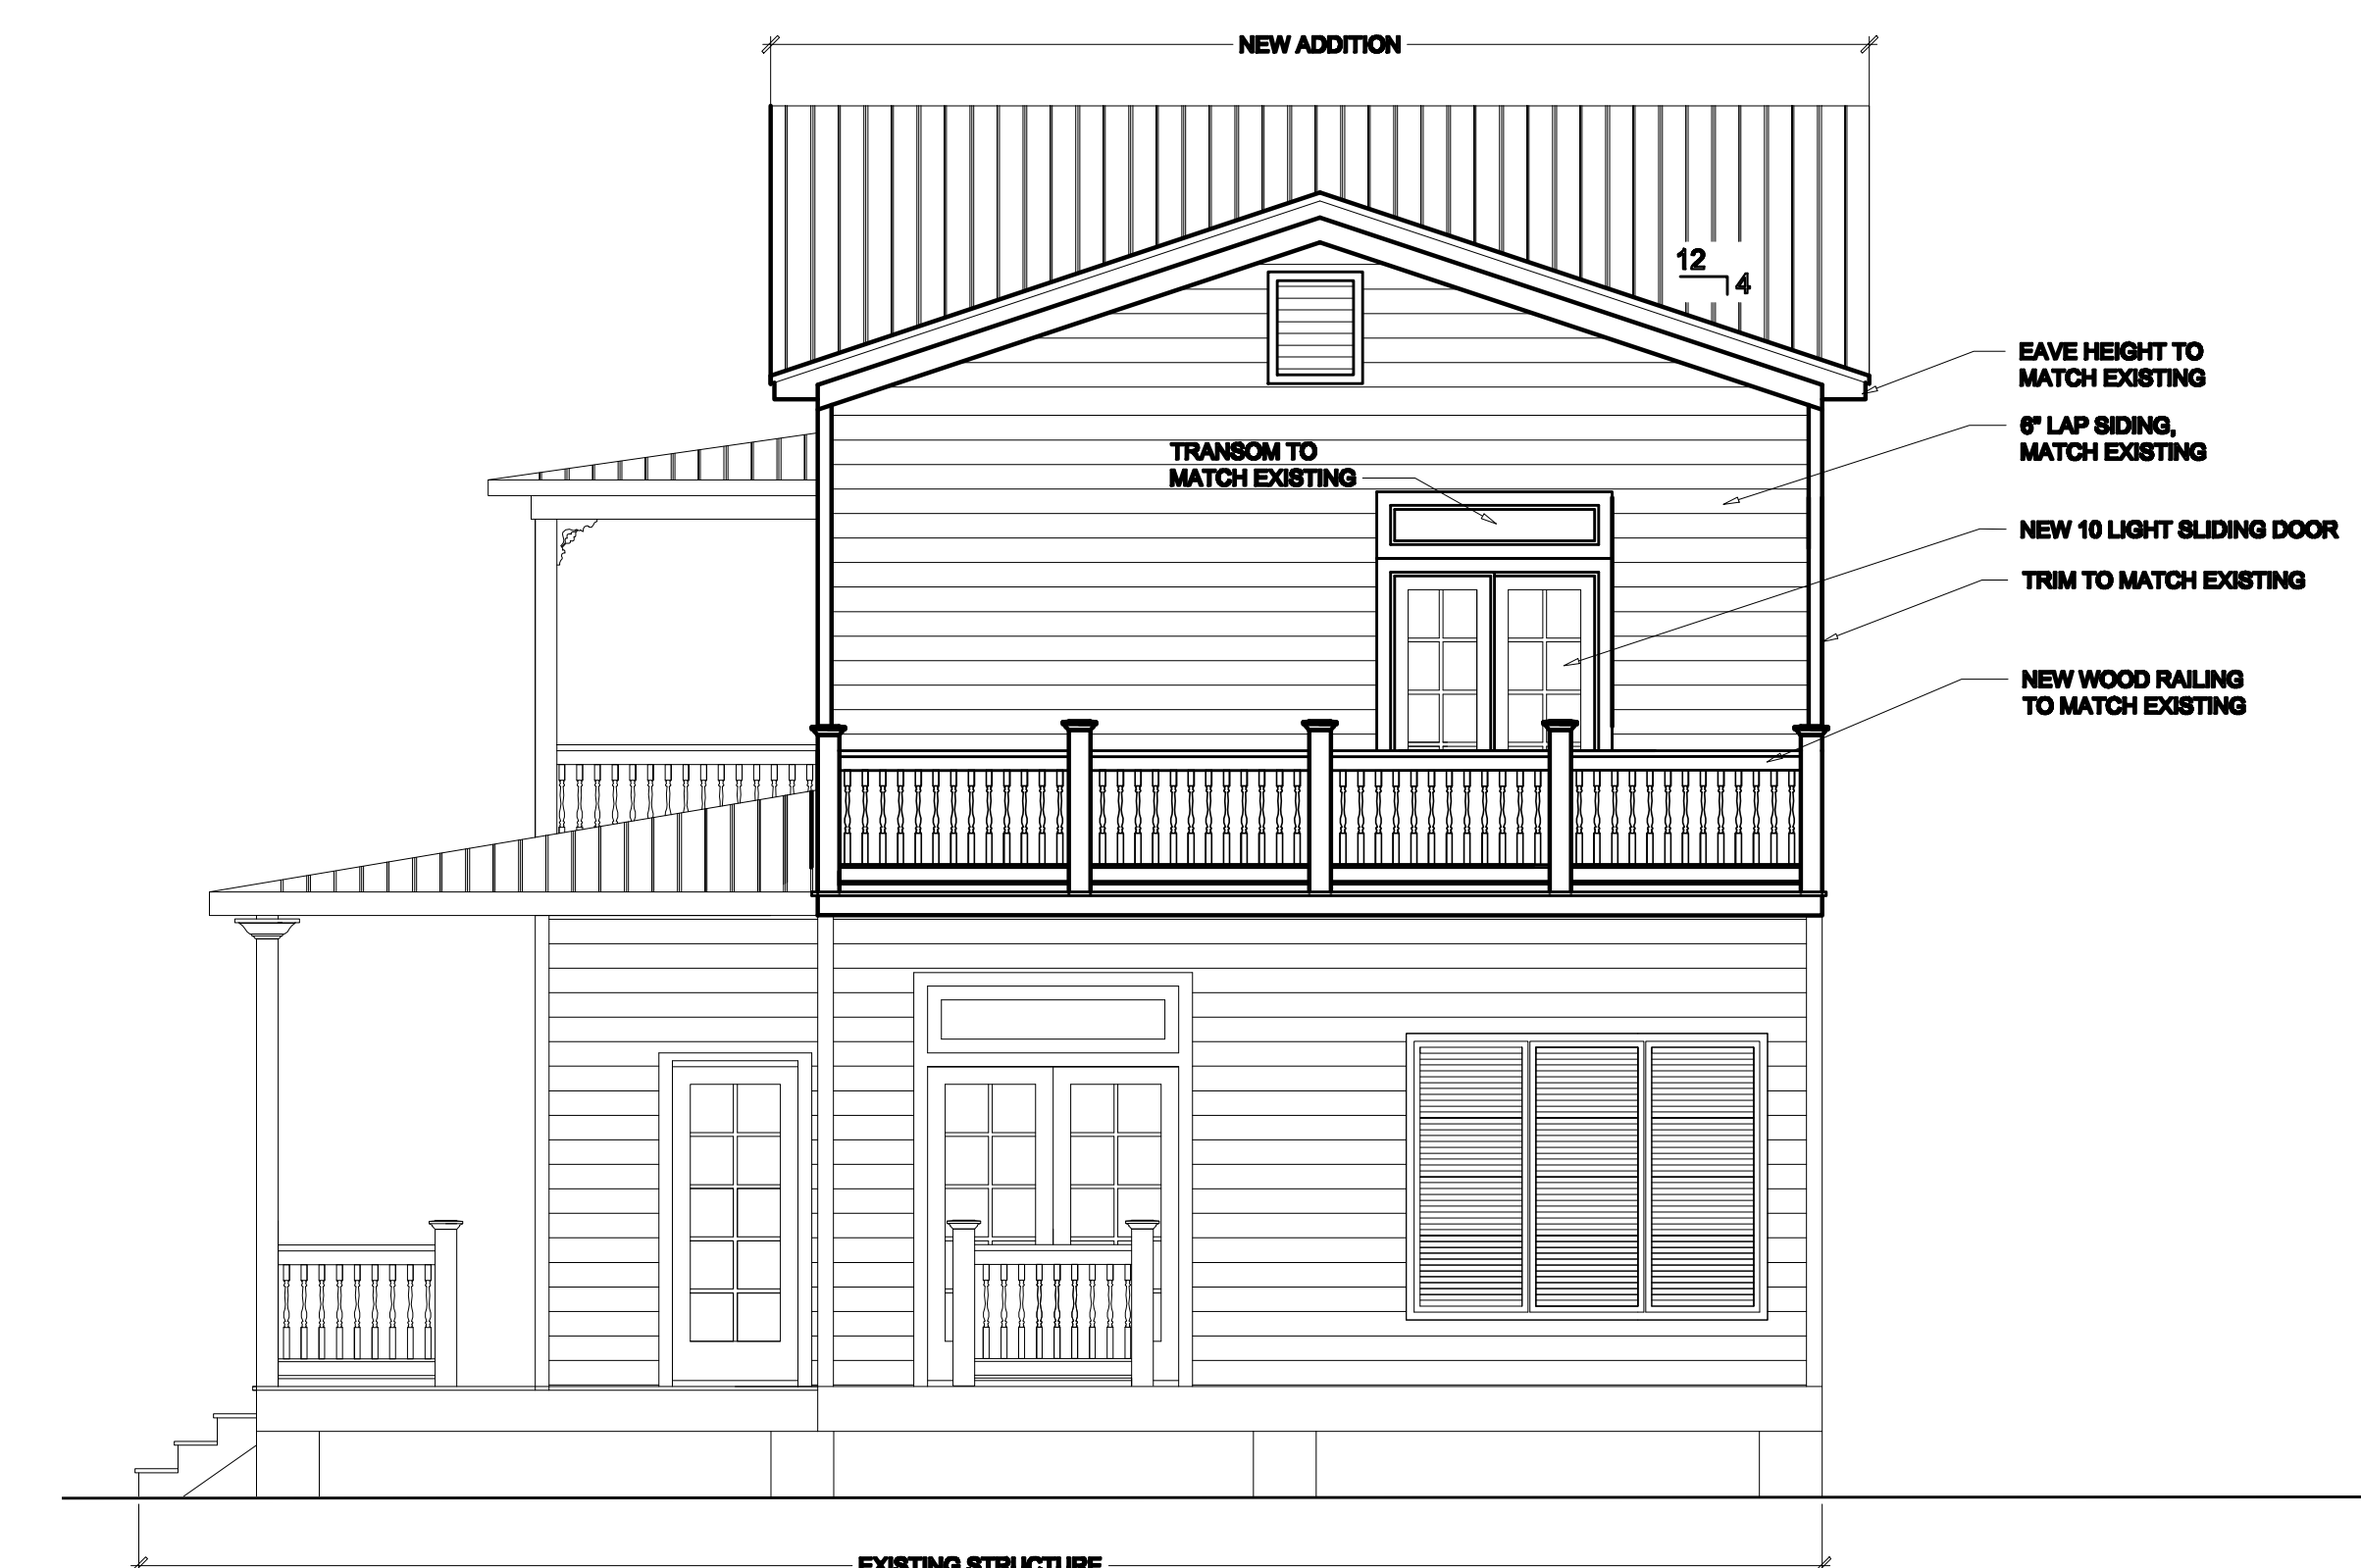 NEW ADDITION
12
4
EAVE HEIGHT TO
MATCH EXISTING
6" LAP SIDING,
MATCH EXISTING
TRANSOM TO
MATCH EXISTING
NEW 10 LIGHT SLIDING DOOR
TRIM TO MATCH EXISTING
NEW WOOD RAILING
TO MATCH EXISTING
EXISTING STRUCTURE